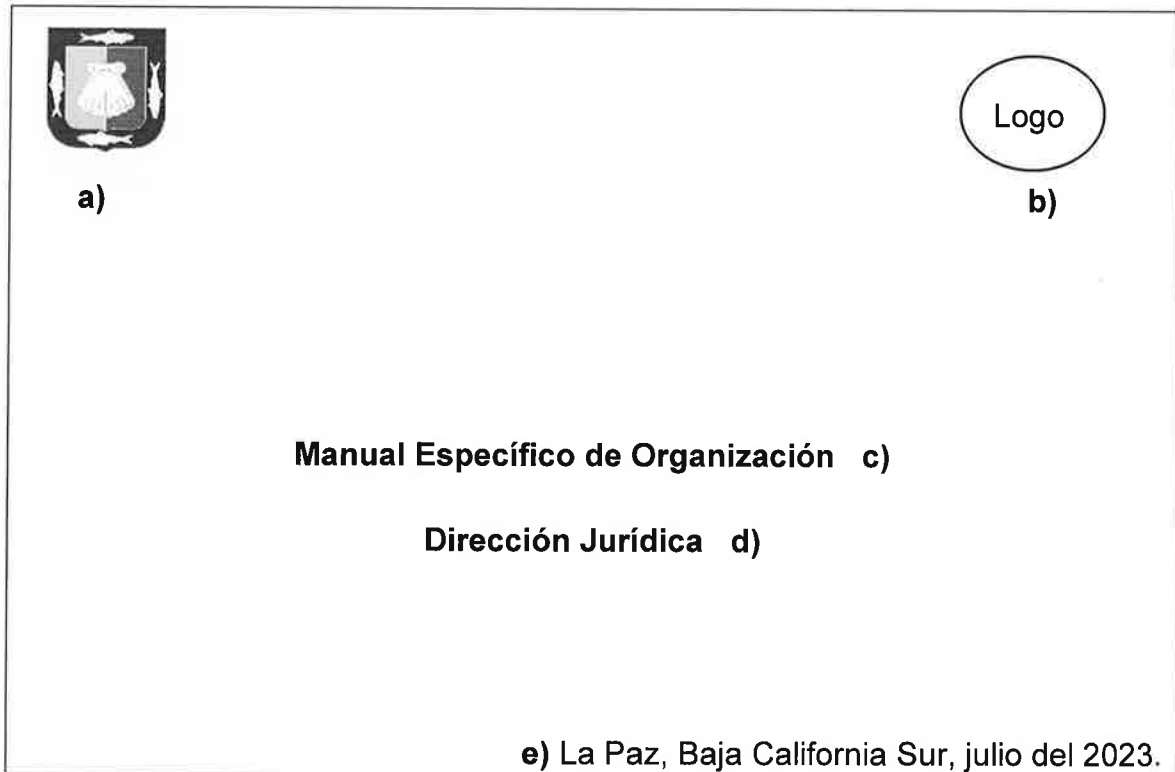 Logo
a)
b)
Manual Específico de Organización c)
Dirección Jurídica d)
e) La Paz, Baja California Sur, julio del 2023.